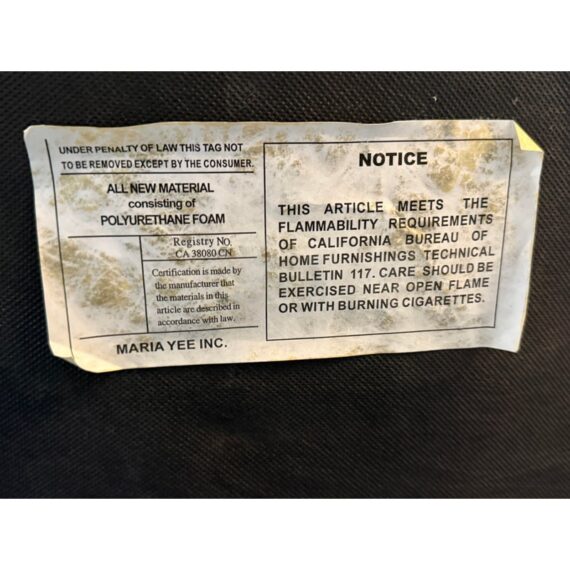 UNDER PENALTY OF LAW THIS TAG NOT
TO BE REMOVED EXCEPT BY THE CONSUMER.
ALL NEW MATERIAL
consisting of
POLYURETHANE FOAM
Registry NO.
CA 38080 CN
Certification is made by
the manufacturer that
the materials in this
article are described in
accordance with law.
MARIA YEE INC.
NOTICE
THIS ARTICLE MEETS THE
FLAMMABILITY REQUIREMENTS
OF CALIFORNIA BUREAU OF
HOME FURNISHINGS TECHNICAL
BULLETIN 117. CARE SHOULD BE
EXERCISED NEAR OPEN FLAME
OR WITH BURNING CIGARETTES.